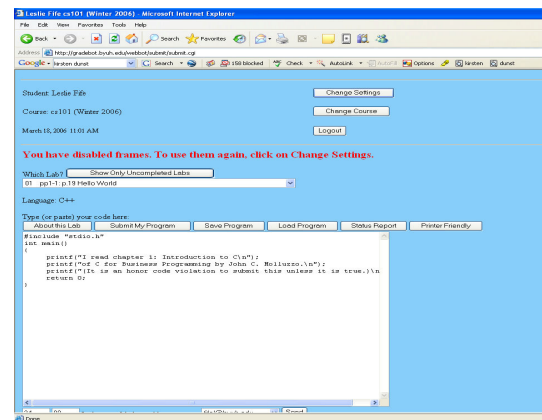 Leslie Fife cs101 (Winter 2006) - Microsoft Internet Explorer
File Edit View Favorites Tools Help
Back Search Favorites
Address http://gradebot.byuh.edu/webbot/submit/submit.cgi
Google kirsten dunst Search 158 blocked Check AutoLink AutoFill Options kirsten dunst
Student: Leslie Fife Change Settings
Course: cs101 (Winter 2006) Change Course
March 18, 2006 11:01 AM Logout
You have disabled frames. To use them again, click on Change Settings.
Which Lab? Show Only Uncompleted Labs
01 pp1-1: p.19 Hello World
Language: C++
Type (or paste) your code here:
About this Lab Submit My Program Save Program Load Program Status Report Printer Friendly
#include "stdio.h"
int main()
{
printf("I read chapter 1: Introduction to C\n");
printf("of C for Business Programming by John C. Molluzzo.\n");
printf("(It is an honor code violation to submit this unless it is true.)\n
return 0;
}
Send
Done